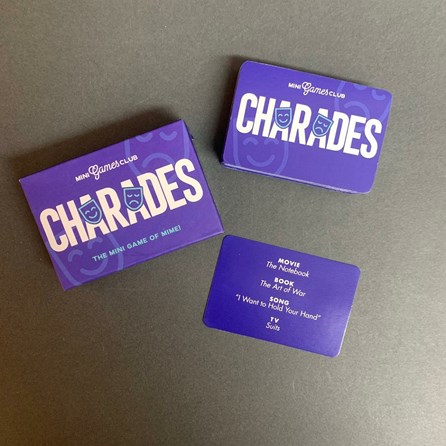 MINI Games CLUB
CHARADES
THE MINI GAME OF MIME!
MINI Games CLUB
CHARADES
MOVIE
The Notebook
BOOK
The Art of War
SONG
"I Want to Hold Your Hand"
TV
Suits